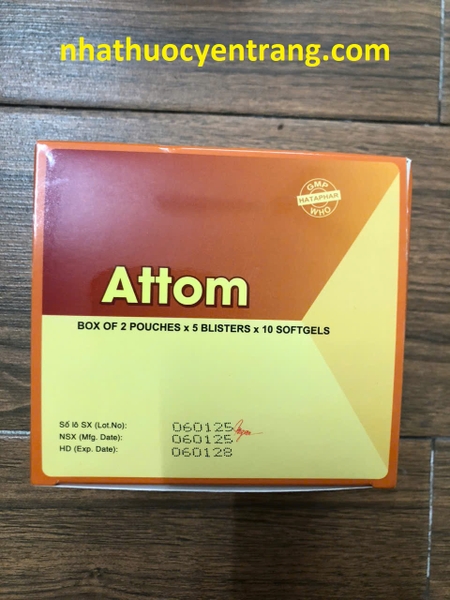 nhathuocyentrang.com
GMP
HATAPHAR
WHO
Attom
BOX OF 2 POUCHES x 5 BLISTERS x 10 SOFTGELS
Số lô SX (Lot.No): 060125
NSX (Mfg. Date): 060125
HD (Exp. Date): 060128